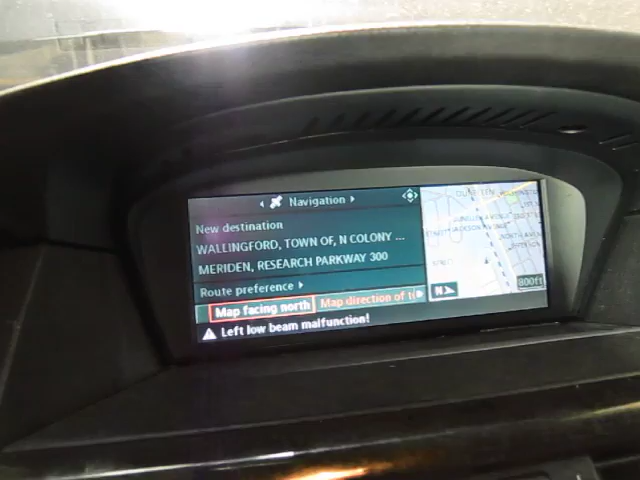 Navigation
New destination
WALLINGFORD, TOWN OF, N COLONY ...
MERIDEN, RESEARCH PARKWAY 300
Route preference
Map facing north Map direction of t
Left low beam malfunction!
N
800ft